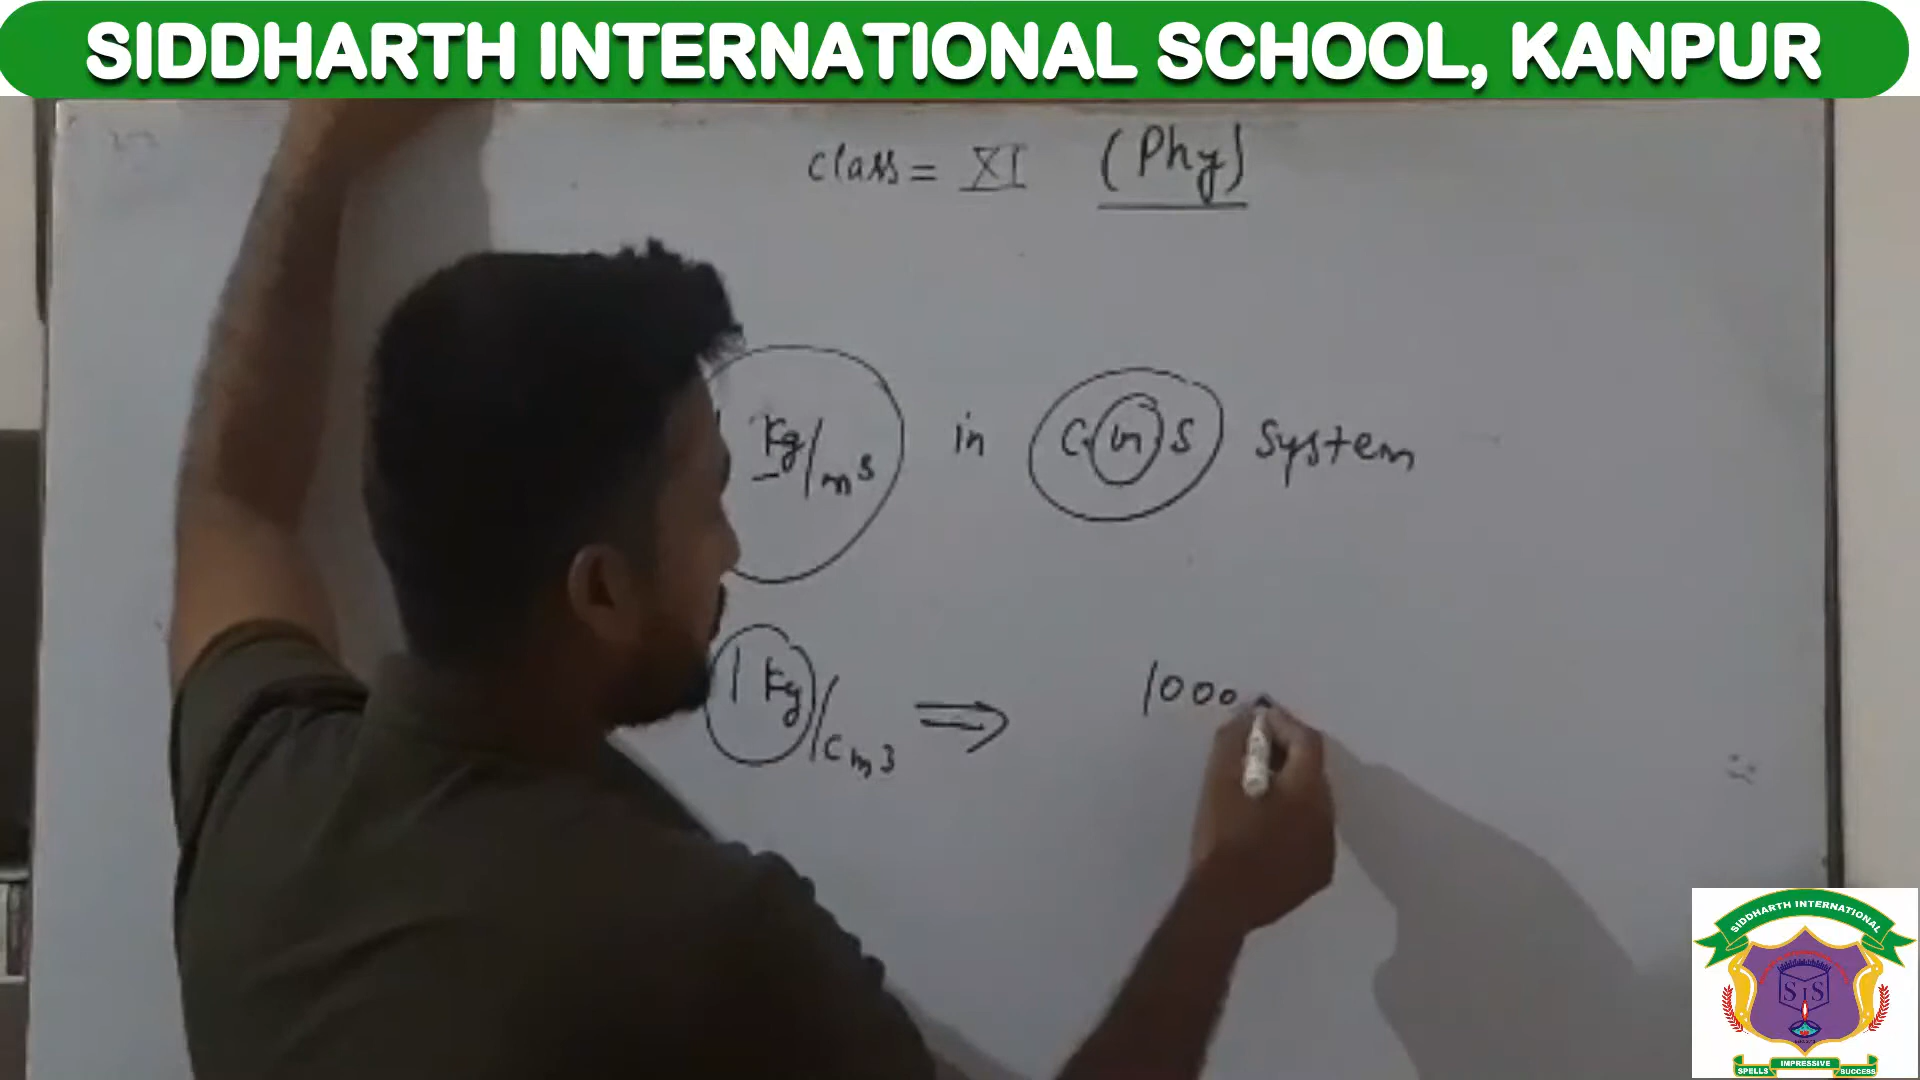 SIDDHARTH INTERNATIONAL SCHOOL, KANPUR
Class = XI (Phy)
Kg/m3 in CGS System
1 Kg/Cm3 ⇒ 1000
SIDDHARTH INTERNATIONAL
SIS
SPELLS IMPRESSIVE SUCCESS